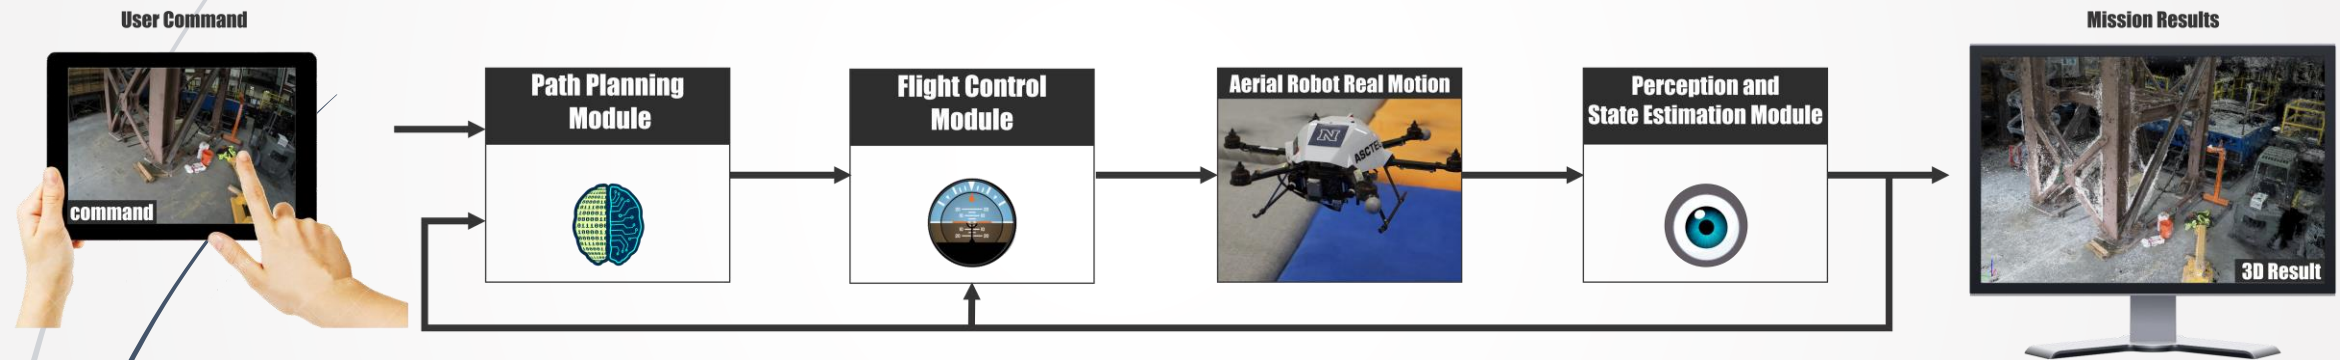 User Command
command
Path Planning
Module
Flight Control
Module
Aerial Robot Real Motion
N
ASCTEC
Perception and
State Estimation Module
Mission Results
3D Result